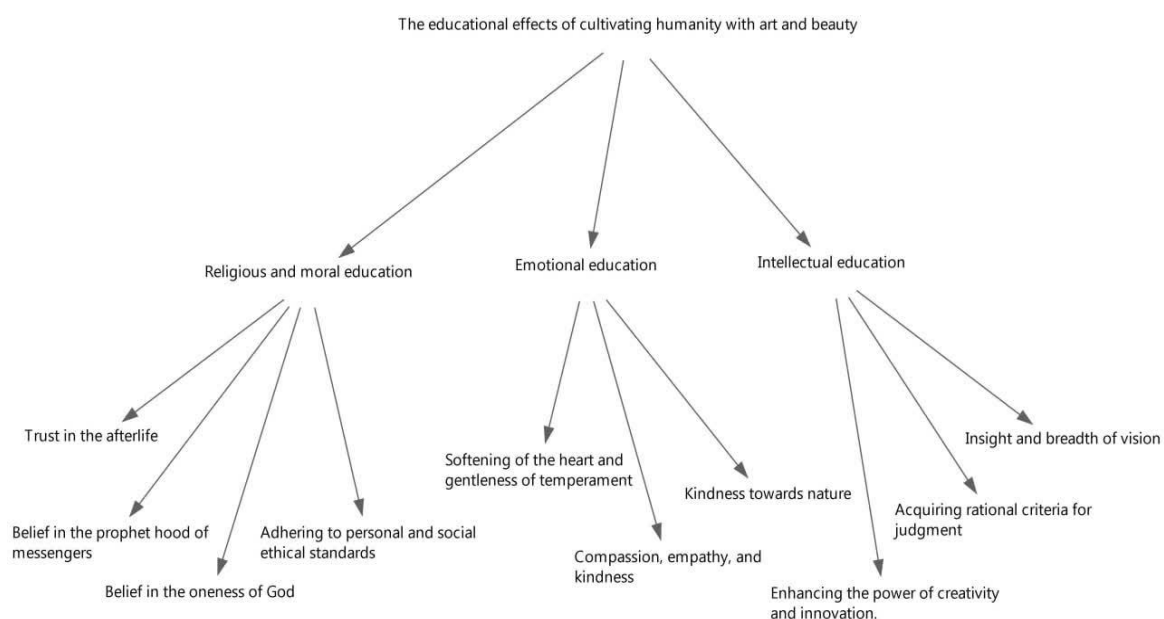 The educational effects of cultivating humanity with art and beauty
Religious and moral education
Emotional education
Intellectual education
Trust in the afterlife
Belief in the prophet hood of
messengers
Belief in the oneness of God
Adhering to personal and social
ethical standards
Softening of the heart and
gentleness of temperament
Compassion, empathy, and
kindness
Kindness towards nature
Enhancing the power of creativity
and innovation.
Acquiring rational criteria for
judgment
Insight and breadth of vision